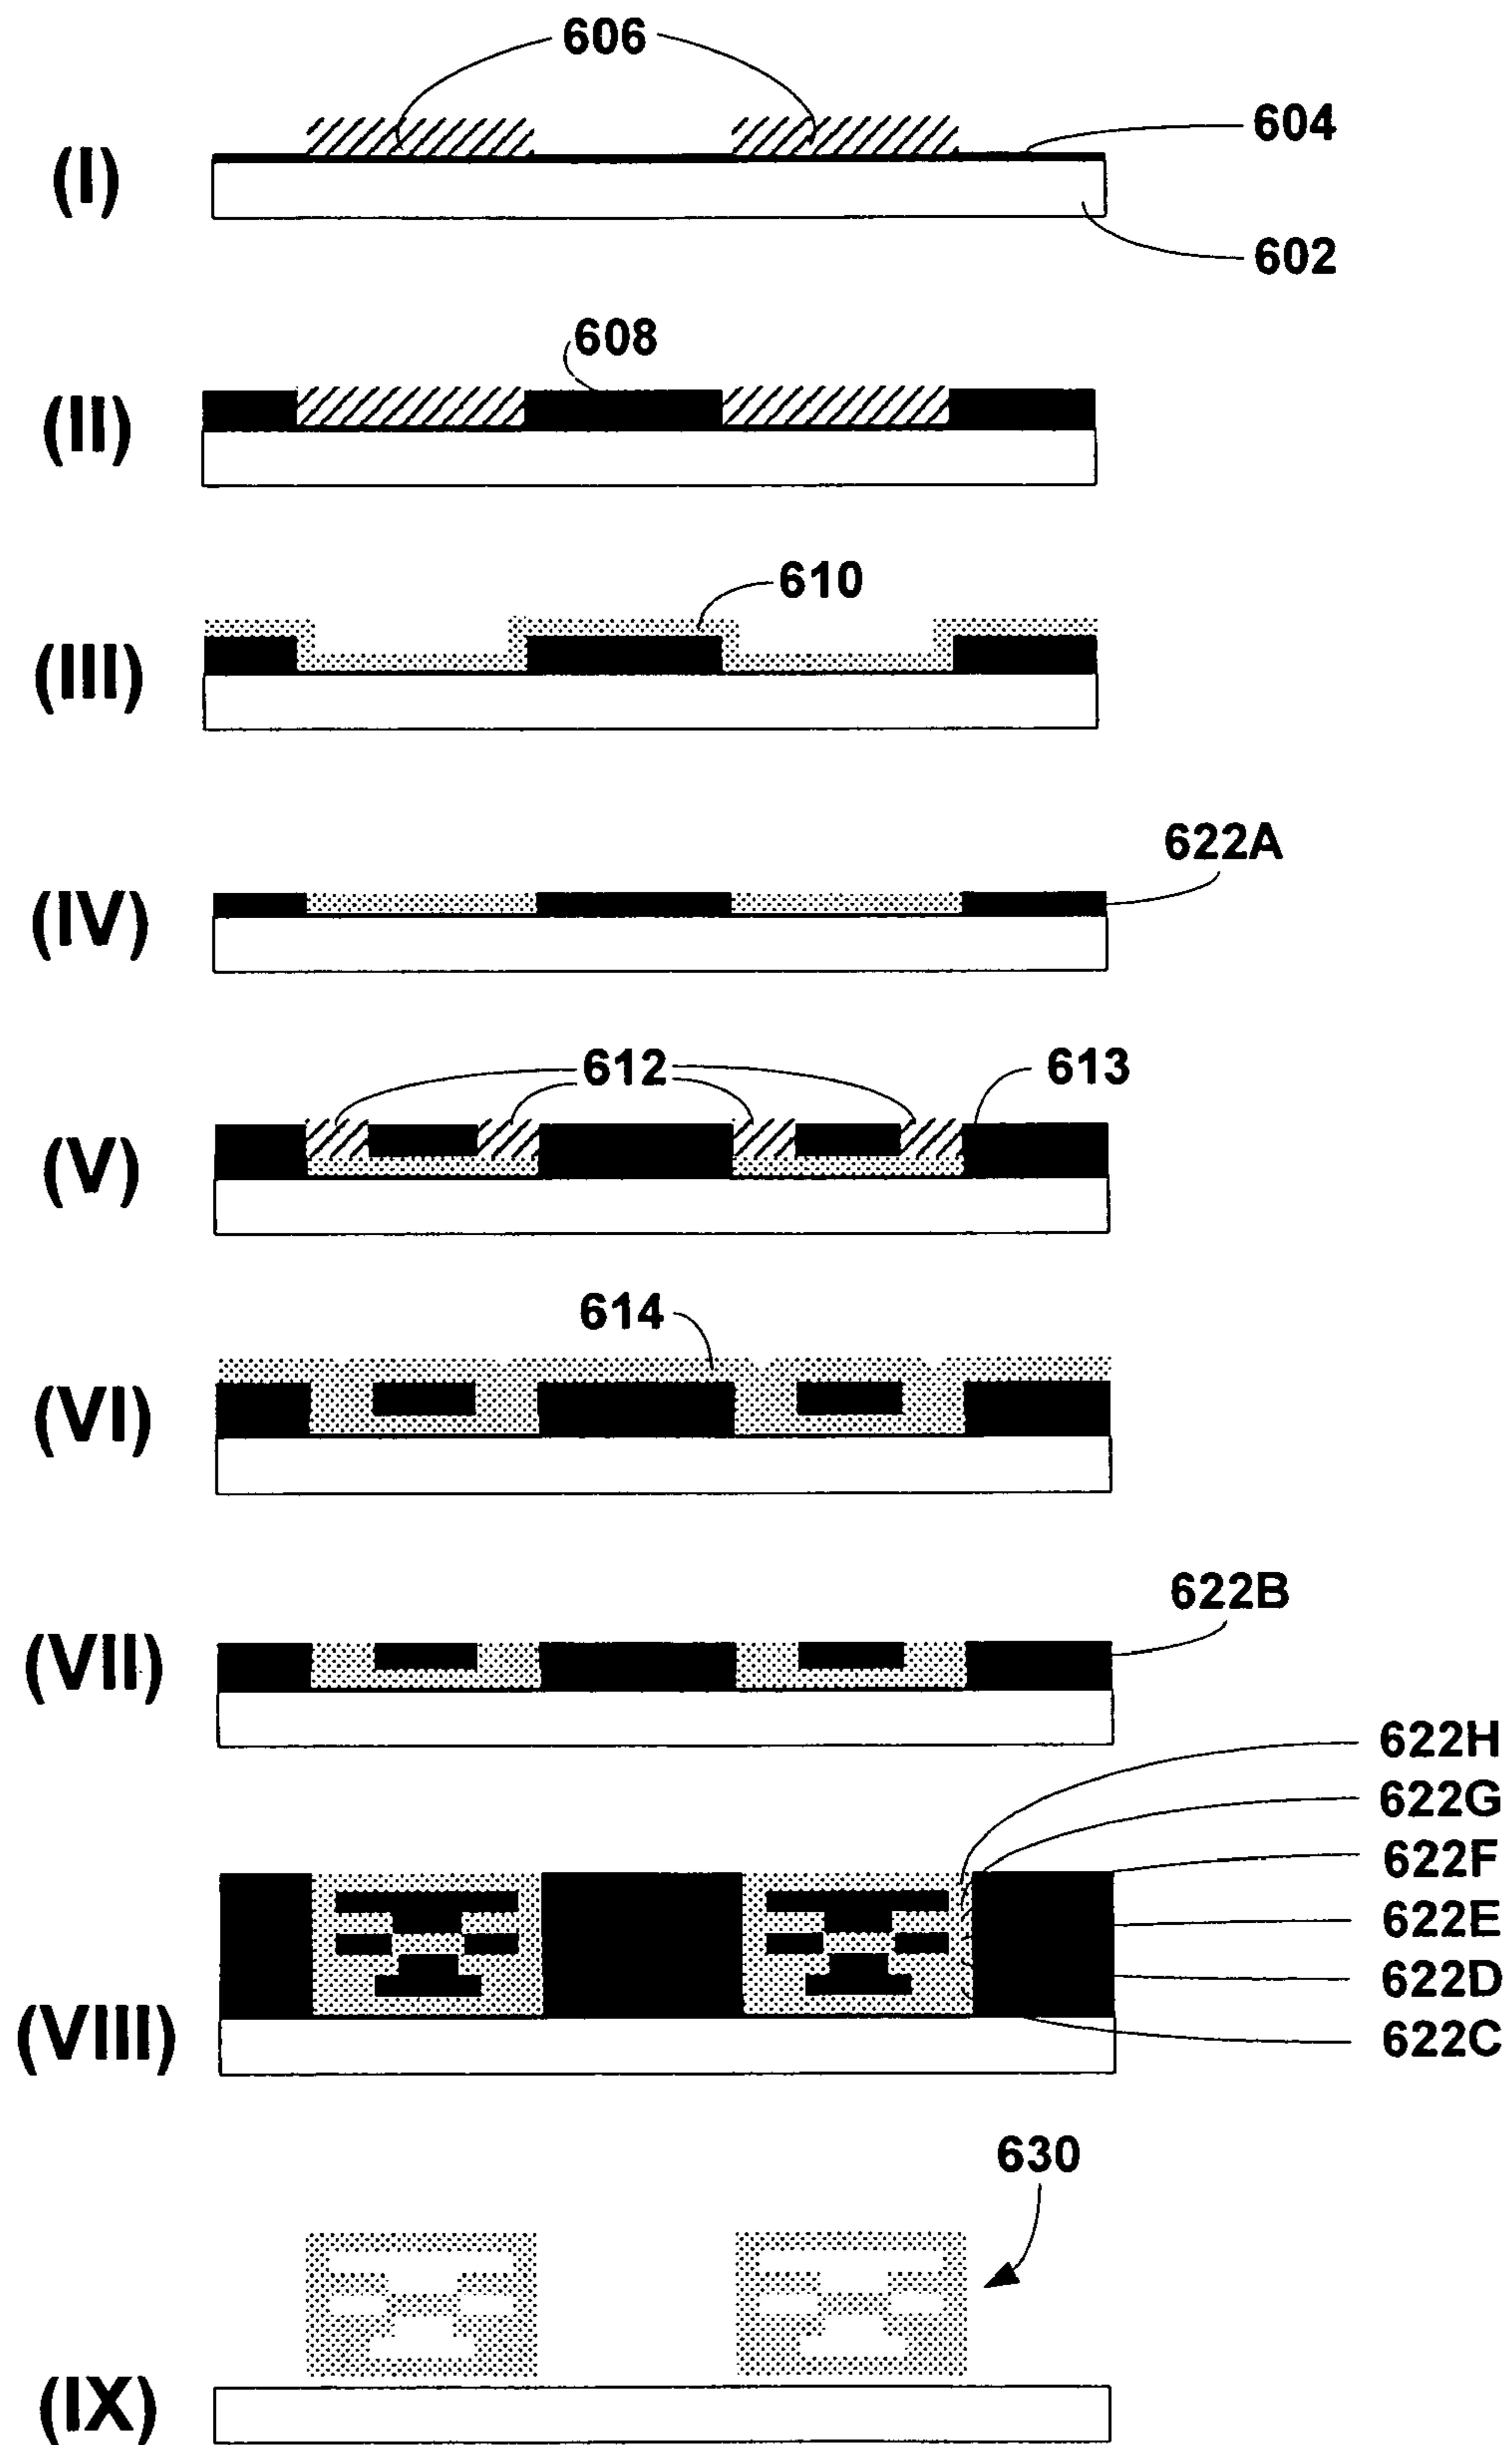 606
604
(I)
602
608
(II)
610
(III)
622A
(IV)
612
613
(V)
614
(VI)
622B
(VII)
622H
622G
622F
622E
622D
(VIII)
622C
630
(IX)